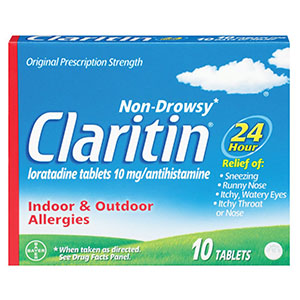 Original Prescription Strength
Non-Drowsy*
Claritin®
loratadine tablets 10 mg/antihistamine
24
Hour
Relief of:
• Sneezing
• Runny Nose
• Itchy, Watery Eyes
• Itchy Throat
or Nose
Indoor & Outdoor
Allergies
BAYER
*When taken as directed.
See Drug Facts Panel.
10 TABLETS